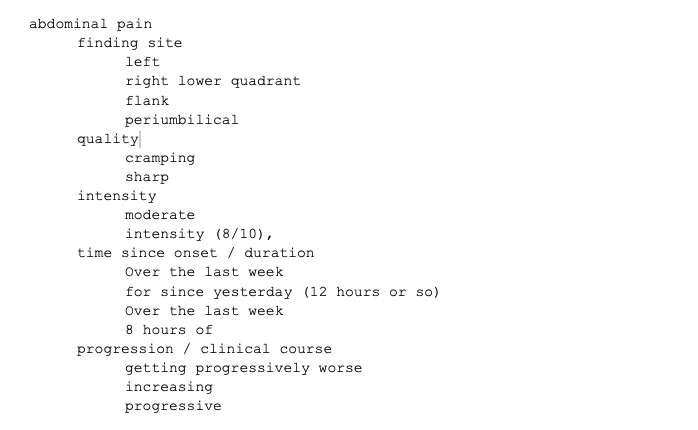 abdominal pain
finding site
left
right lower quadrant
flank
periumbilical
quality
cramping
sharp
intensity
moderate
intensity (8/10),
time since onset / duration
Over the last week
for since yesterday (12 hours or so)
Over the last week
8 hours of
progression / clinical course
getting progressively worse
increasing
progressive